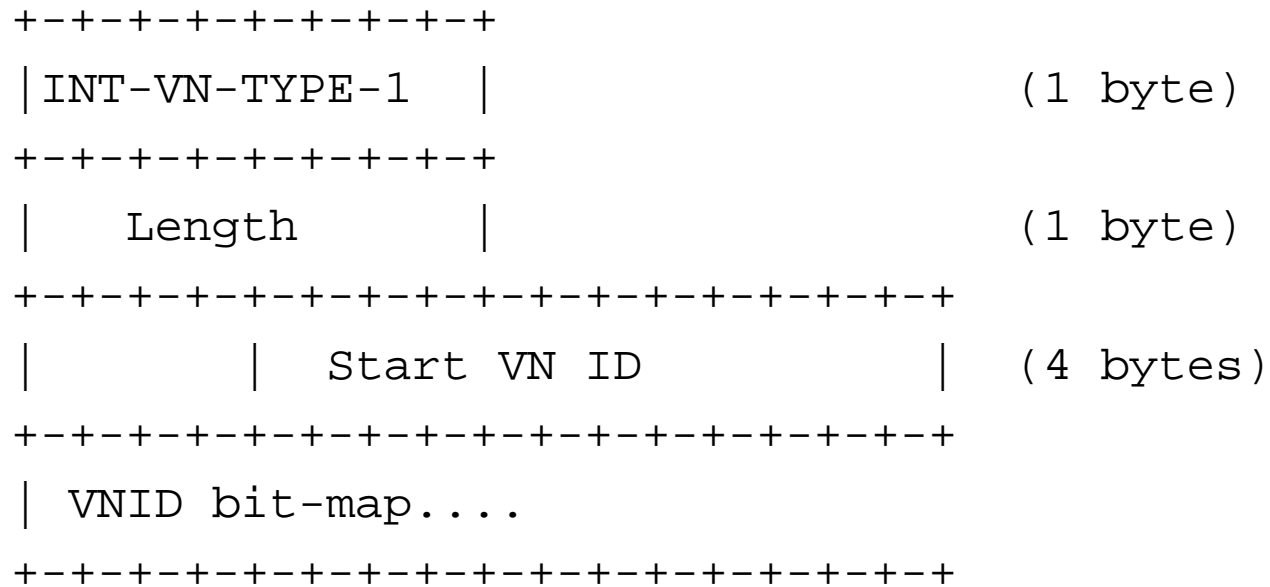 +-+-+-+-+-+-+-+-+
|INT-VN-TYPE-1  |                  (1 byte)
+-+-+-+-+-+-+-+-+
|   Length      |                  (1 byte)
+-+-+-+-+-+-+-+-+-+-+-+-+-+-+-+-+
|       |  Start VN ID          |  (4 bytes)
+-+-+-+-+-+-+-+-+-+-+-+-+-+-+-+-+
| VNID bit-map....
+-+-+-+-+-+-+-+-+-+-+-+-+-+-+-+-+